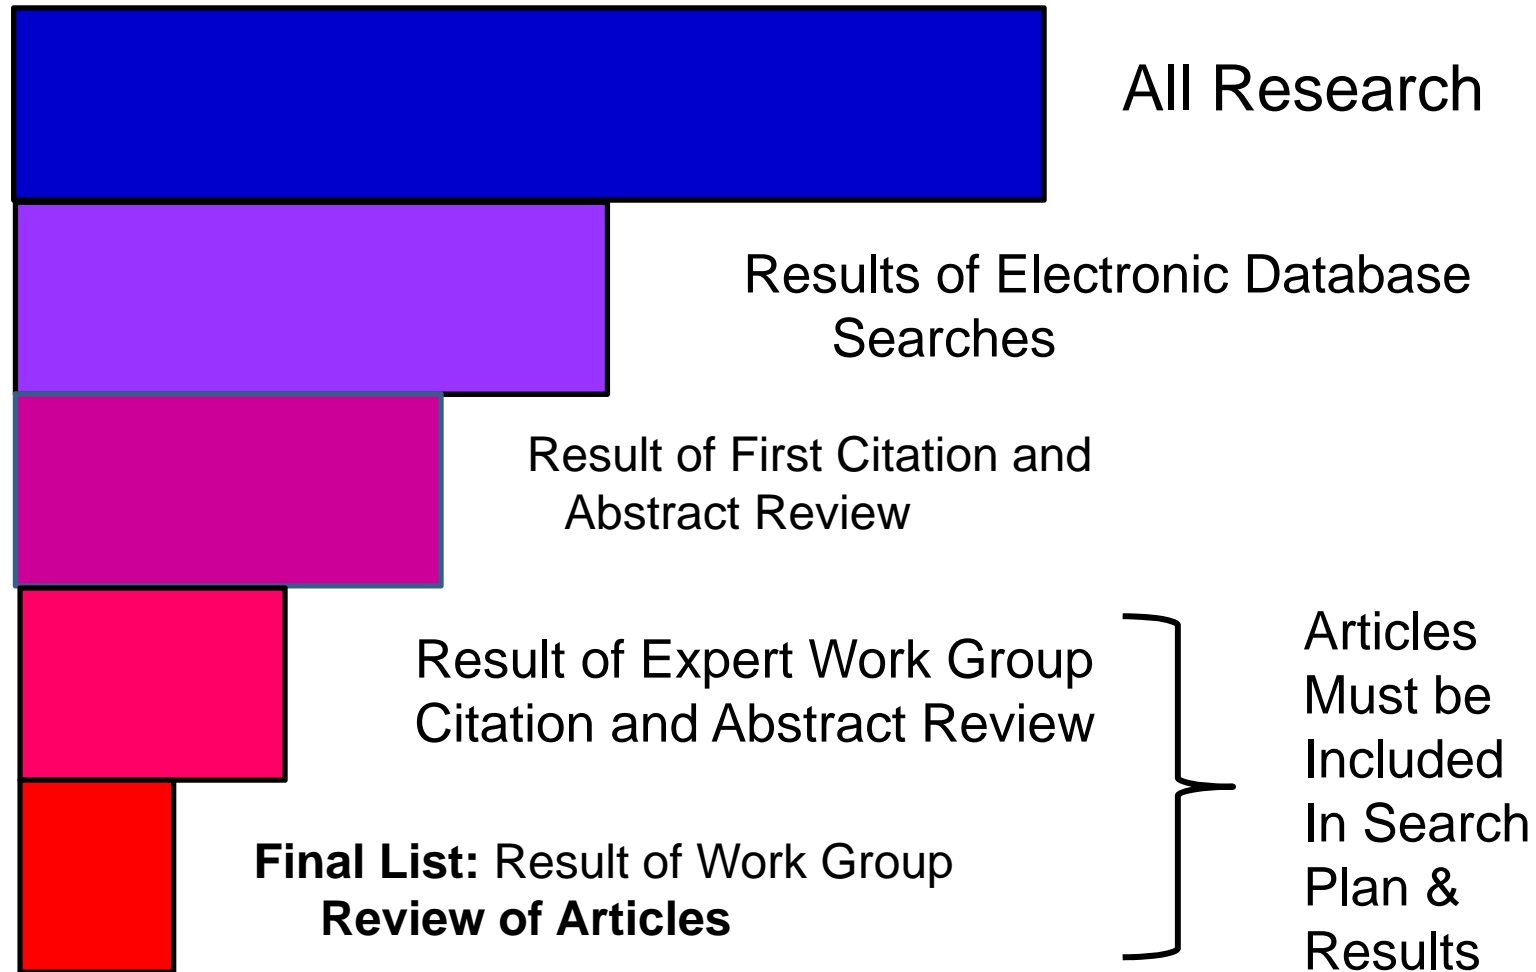 All Research
Results of Electronic Database
Searches
Result of First Citation and
Abstract Review
Result of Expert Work Group
Citation and Abstract Review
Final List: Result of Work Group
Review of Articles
Articles
Must be
Included
In Search
Plan &
Results